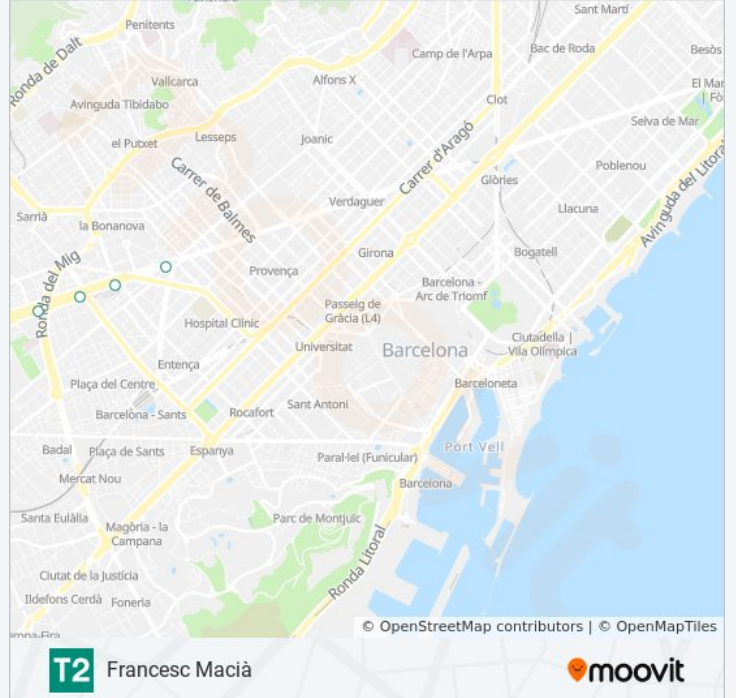 Sant Martí
Penitents
Ronda de Dalt
Camp de l'Arpa
Bac de Roda
Besòs
Vallcarca
Alfons X
El Mar
| Fò
Avinguda Tibidabo
Clot
Selva de Mar
el Putxet
Lesseps
Joanic
Carrer d'Aragó
Poblenou
Carrer de Balmes
Glòries
Avinguda del Litoral
Sarrià
la Bonanova
Verdaguer
Llacuna
Ronda del Mig
Girona
Bogatell
Provença
Barcelona -
Arc de Triomf
Passeig de
Gràcia (L4)
Hospital Clínic
Universitat
Barcelona
Ciutadella |
Vila Olímpica
Entença
Plaça del Centre
Barceloneta
Barcelona - Sants
Rocafort
Sant Antoni
Badal
Plaça de Sants
Espanya
Paral·lel (Funicular)
Port Vell
Mercat Nou
Barcelona
Santa Eulàlia
Magòria - la
Campana
Parc de Montjuïc
Ronda Litoral
Ciutat de la Justícia
Ildefons Cerdà
Foneria
© OpenStreetMap contributors | © OpenMapTiles
T2 Francesc Macià
moovit